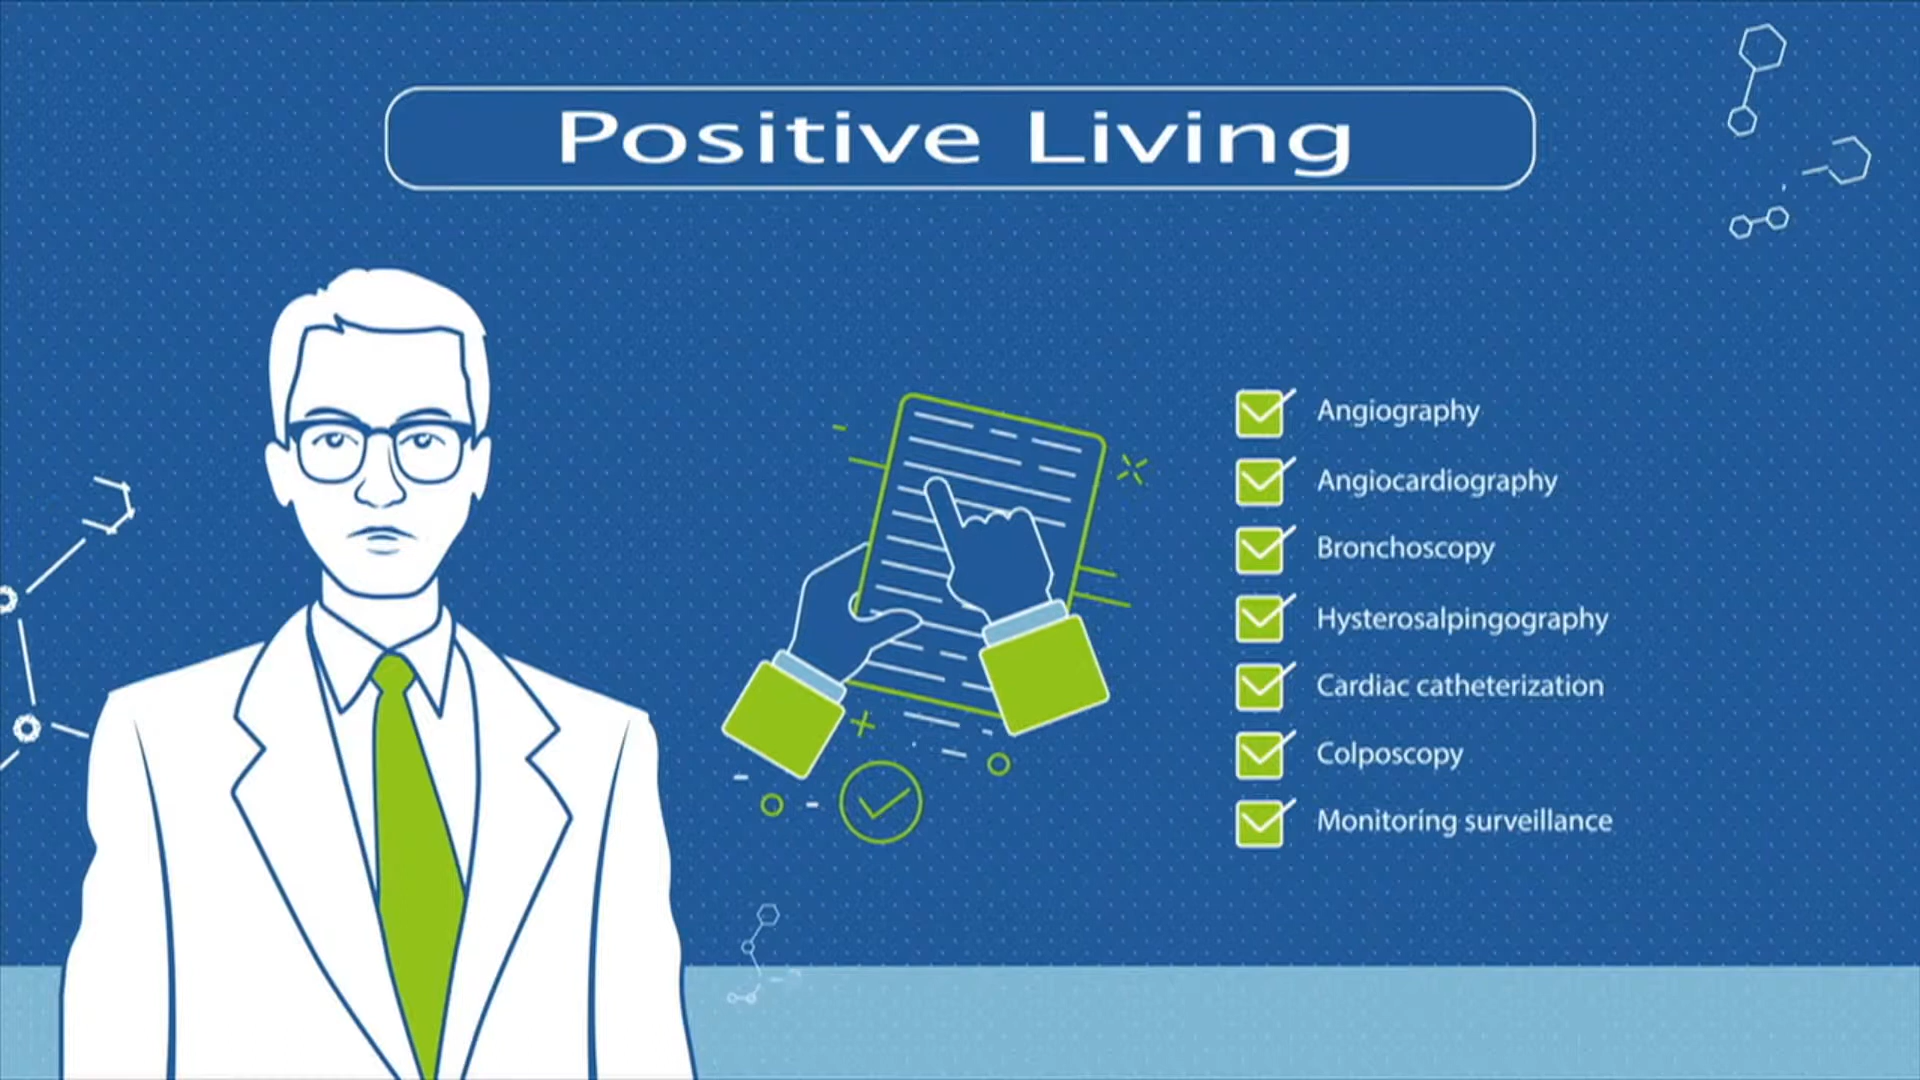 Positive Living
Angiography
Angiocardiography
Bronchoscopy
Hysterosalpingography
Cardiac catheterization
Colposcopy
Monitoring surveillance